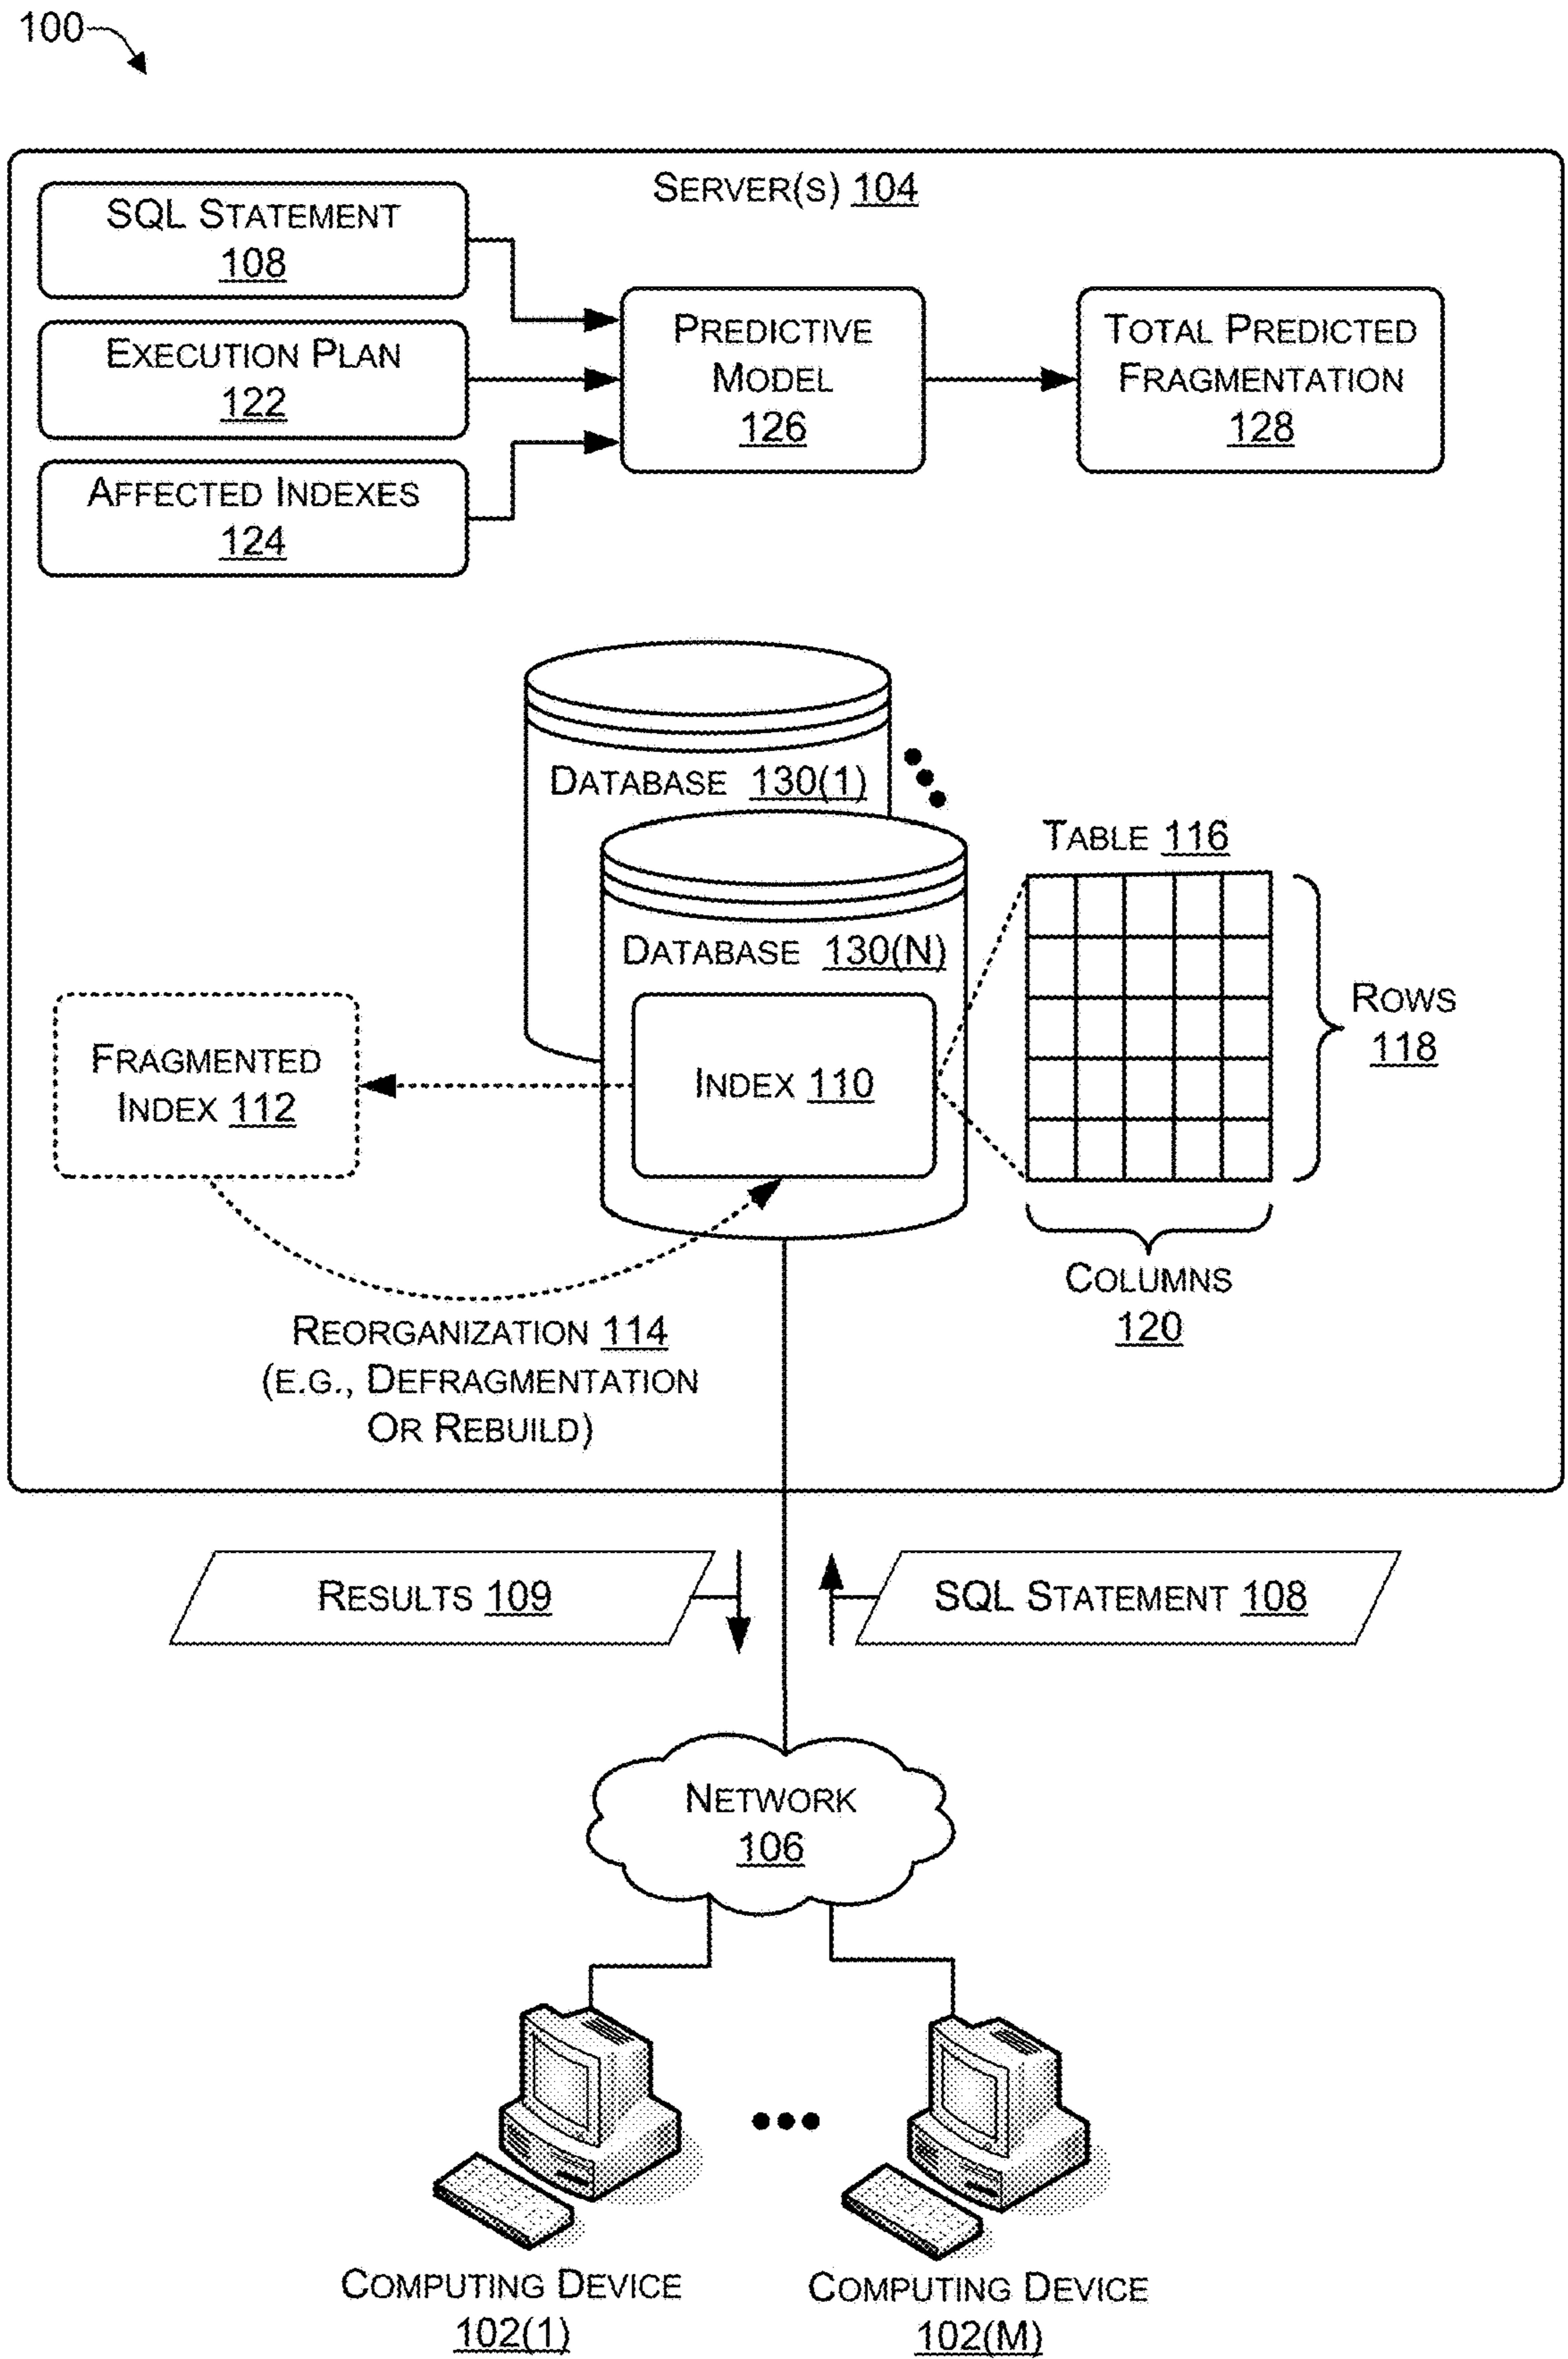 100
SERVER(S) 104
SQL STATEMENT
108
EXECUTION PLAN
122
AFFECTED INDEXES
124
PREDICTIVE
MODEL
126
TOTAL PREDICTED
FRAGMENTATION
128
DATABASE 130(1)
DATABASE 130(N)
INDEX 110
TABLE 116
ROWS
118
COLUMNS
120
FRAGMENTED
INDEX 112
REORGANIZATION 114
(E.G., DEFRAGMENTATION
OR REBUILD)
RESULTS 109
SQL STATEMENT 108
NETWORK
106
COMPUTING DEVICE
102(1)
COMPUTING DEVICE
102(M)